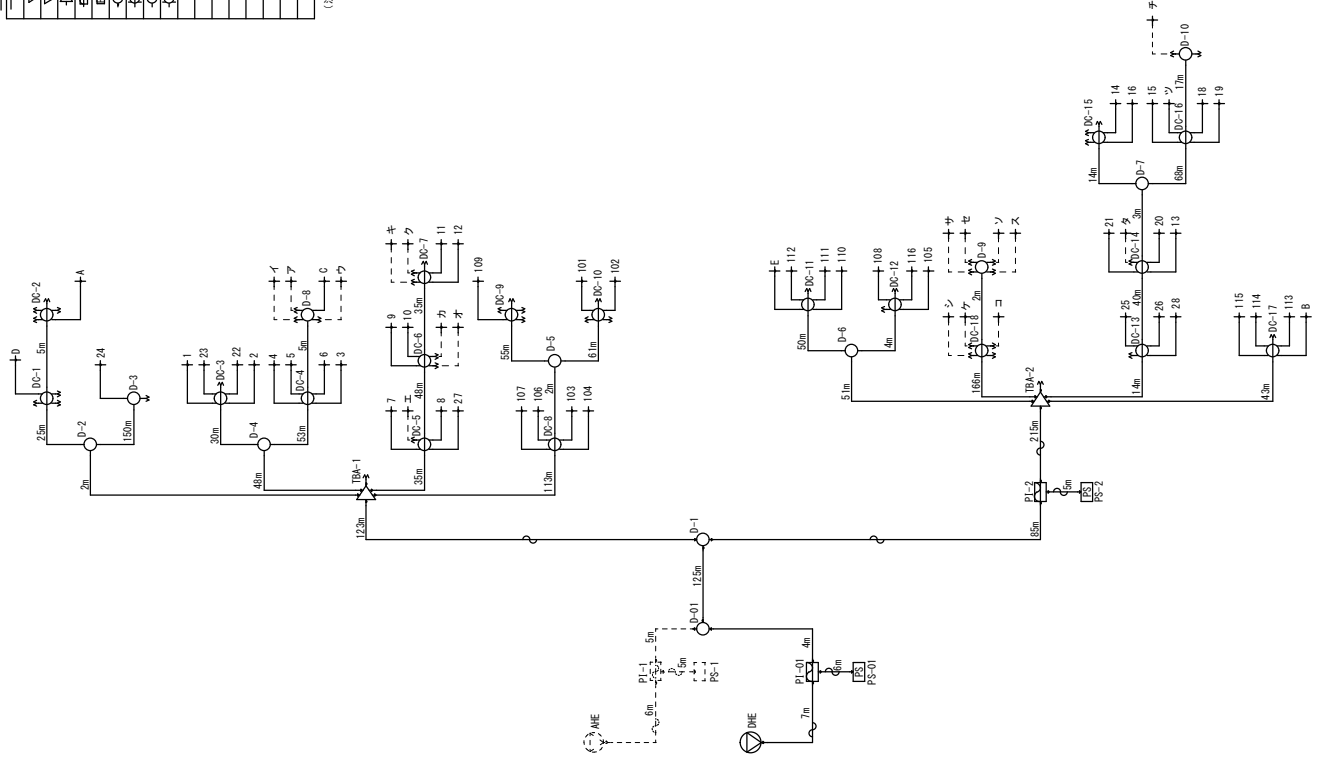 D
DC-1
25m
5m
DC-2
A
D-2
2m
24
D-3
150m
1
23
DC-3
22
2
30m
D-4
48m
53m
4
5
DC-4
6
3
5m
イ
ア
D-8
C
ウ
TBA-1
123m
7
H
DC-5
8
27
35m
48m
9
10
DC-6
カ
オ
35m
キ
ク
DC-7
11
12
107
106
DC-8
103
104
113m
2m
D-5
55m
61m
109
DC-9
101
DC-10
102
D-1
125m
D-01
5m
PI-1
5m
PS-1
6m
AHE
4m
PI-01
6m
PS
PS-01
7m
DHE
85m
PI-2
5m
PS
PS-2
215m
TBA-2
51m
D-6
50m
4m
E
112
DC-11
111
110
108
DC-12
116
105
166m
シ
ケ
DC-18
コ
2m
サ
セ
D-9
ソ
ス
14m
25
DC-13
26
28
40m
21
タ
DC-14
20
13
3m
D-7
14m
68m
DC-15
14
16
15
ツ
DC-16
18
19
17m
D-10
チ
43m
115
114
DC-17
113
B